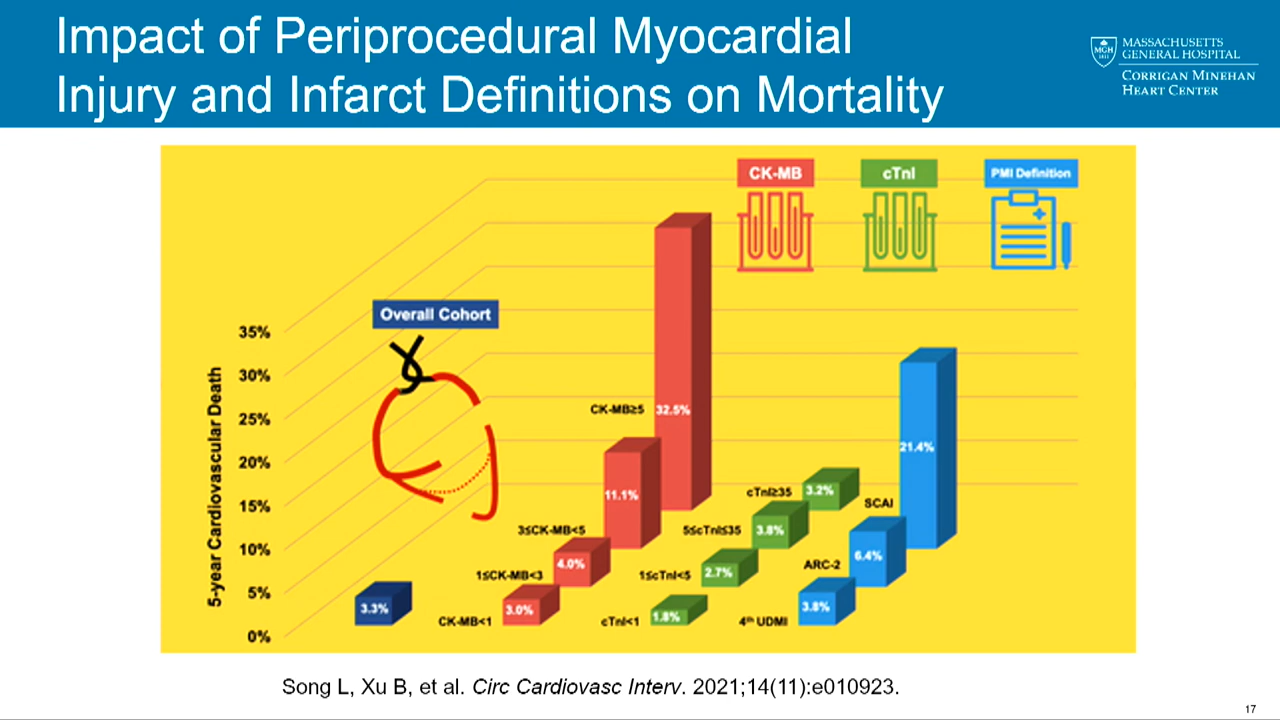 Impact of Periprocedural Myocardial
Injury and Infarct Definitions on Mortality
MGH
1811
MASSACHUSETTS
GENERAL HOSPITAL
CORRIGAN MINEHAN
HEART CENTER
CK-MB
cTnI
PMI Definition
Overall Cohort
5-year Cardiovascular Death
35%
30%
25%
20%
15%
10%
5%
0%
3.3%
CK-MB<1
3.0%
1≤CK-MB<3
4.0%
3≤CK-MB<5
11.1%
CK-MB≥5
32.5%
cTnI<1
1.8%
1≤cTnI<5
2.7%
5≤cTnI≤35
3.8%
cTnI≥35
3.2%
4th UDMI
3.8%
ARC-2
6.4%
SCAI
21.4%
Song L, Xu B, et al. Circ Cardiovasc Interv. 2021;14(11):e010923.
17